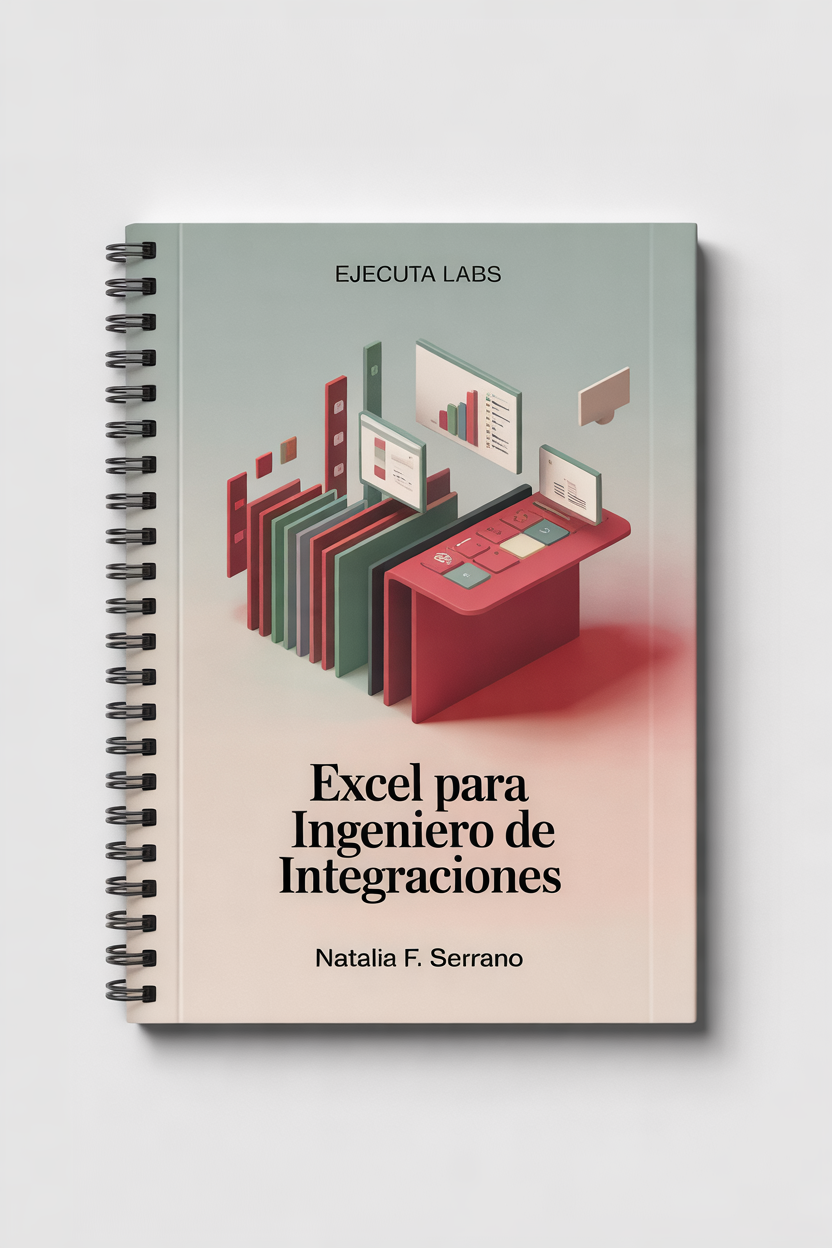 EJECUTA LABS
Excel para
Ingeniero de
Integraciones
Natalia F. Serrano